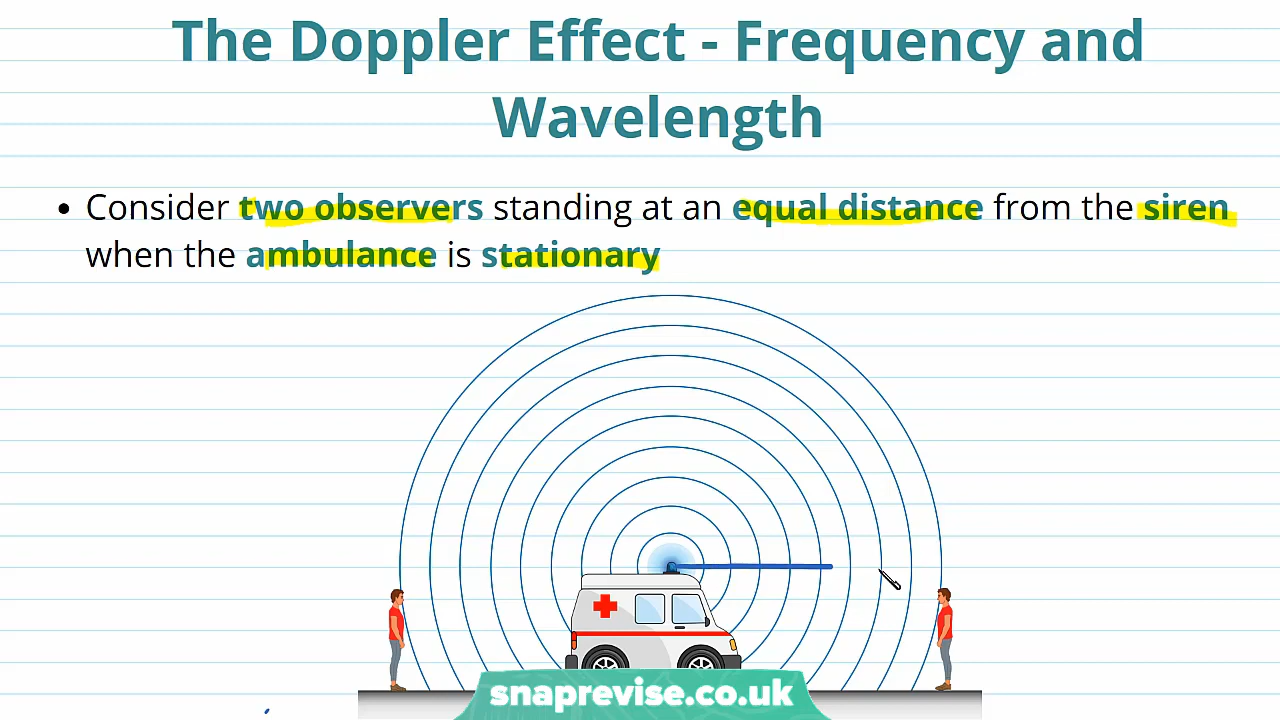 The Doppler Effect - Frequency and
Wavelength
• Consider two observers standing at an equal distance from the siren
when the ambulance is stationary
snaprevise.co.uk